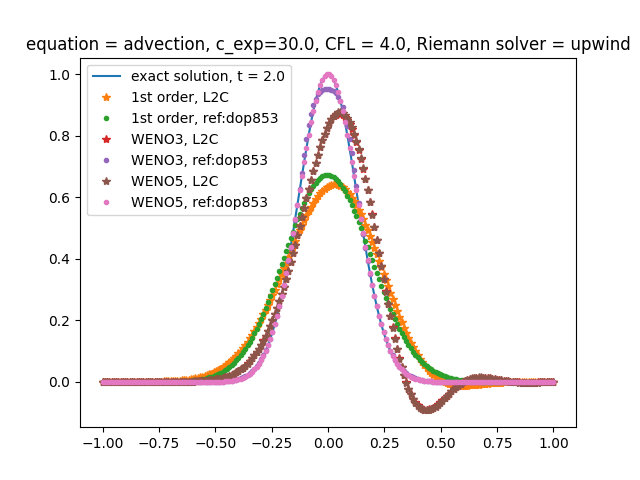 equation = advection, c_exp=30.0, CFL = 4.0, Riemann solver = upwind
1.0
0.8
0.6
0.4
0.2
0.0
exact solution, t = 2.0
1st order, L2C
1st order, ref:dop853
WENO3, L2C
WENO3, ref:dop853
WENO5, L2C
WENO5, ref:dop853
−1.00 −0.75 −0.50 −0.25 0.00 0.25 0.50 0.75 1.00